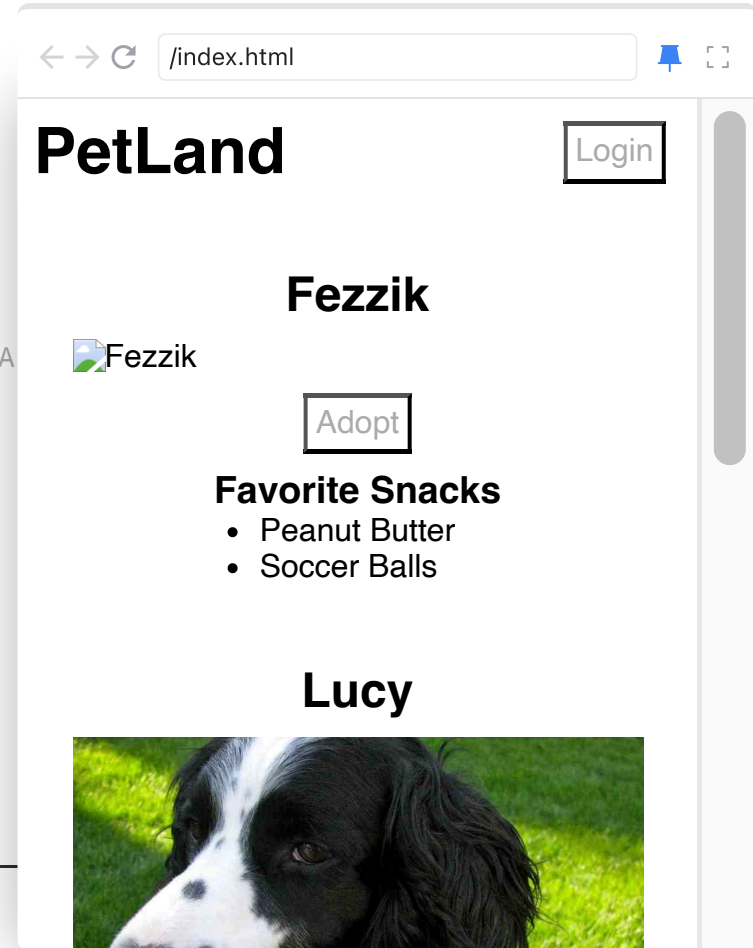 /index.html
PetLand
Login
Fezzik
Fezzik
A
Adopt
Favorite Snacks
Peanut Butter
Soccer Balls
Lucy